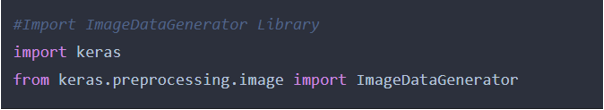 #Import ImageDataGenerator Library
import keras
from keras.preprocessing.image import ImageDataGenerator